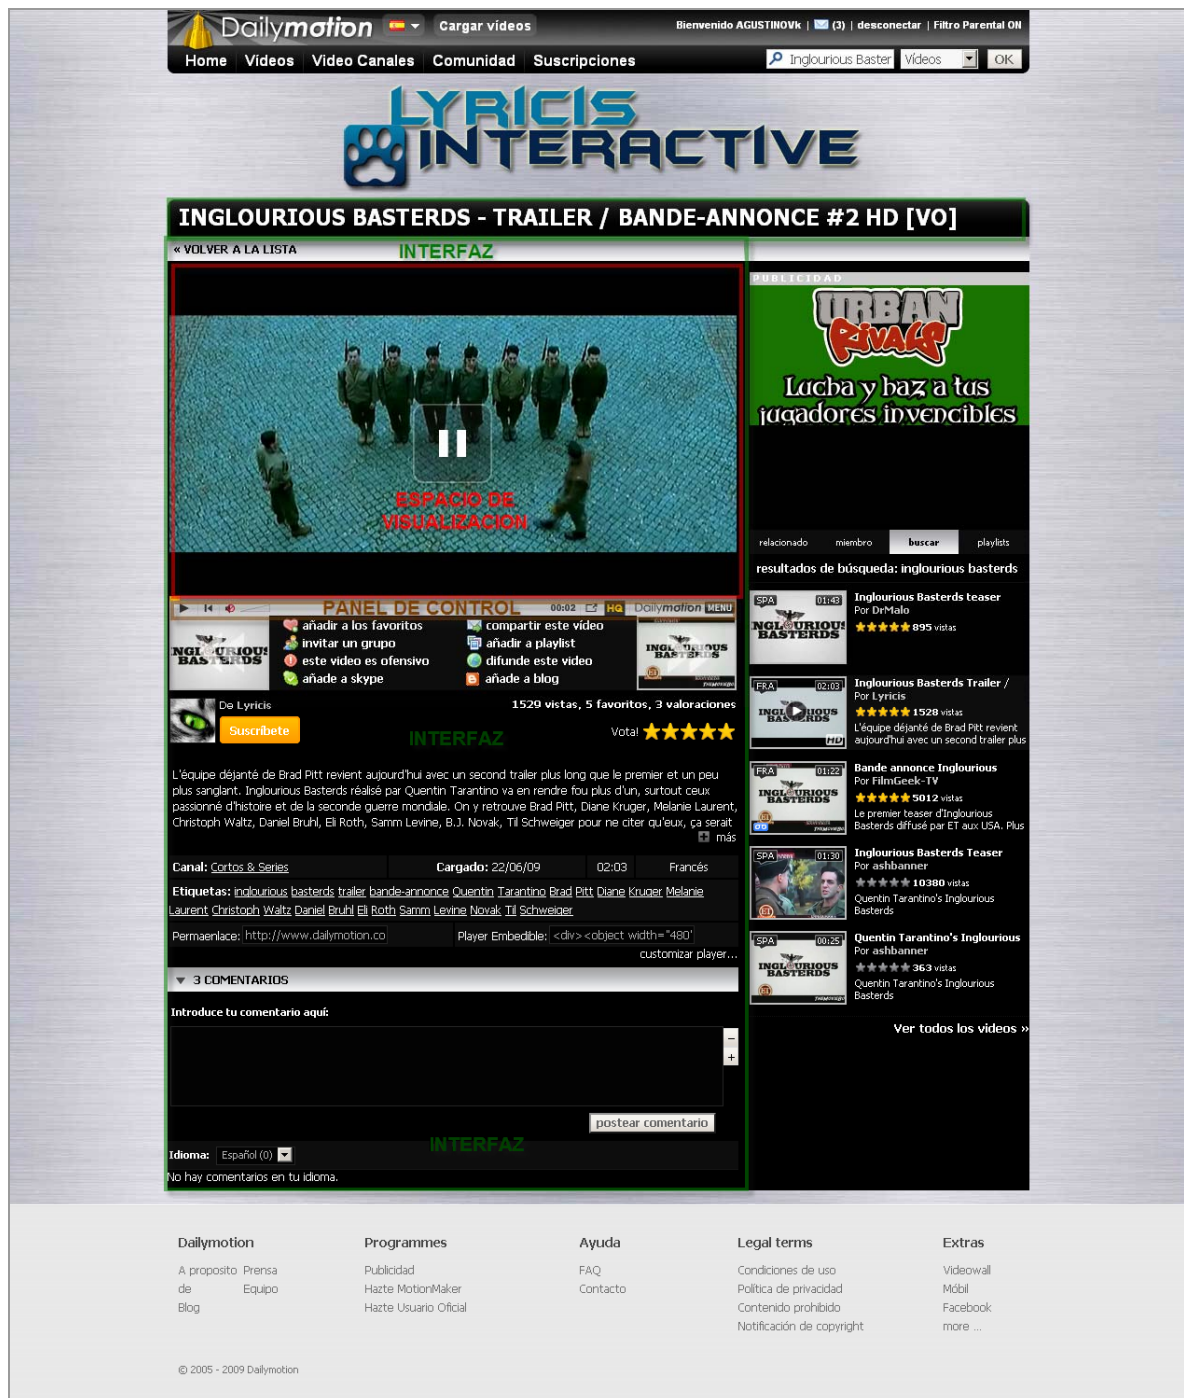 Dailymotion Cargar vídeos Bienvenido AGUSTINOVk | (3) | desconectar | Filtro Parental ON
Home Vídeos Video Canales Comunidad Suscripciones Inglourious Baster Vídeos OK
LYRICIS
INTERACTIVE
INGLOURIOUS BASTERDS - TRAILER / BANDE-ANNONCE #2 HD [VO]
« VOLVER A LA LISTA INTERFAZ
ESPACIO DE
VISUALIZACION
PANEL DE CONTROL 00:02 HQ Dailymotion MENU
añadir a los favoritos compartir este vídeo
invitar un grupo añadir a playlist
este video es ofensivo difunde este video
añade a skype añade a blog
INGLOURIOUS
BASTERDS
INGLOURIOUS
BASTERDS
De Lyricis 1529 vistas, 5 favoritos, 3 valoraciones
Suscríbete INTERFAZ Vota!
L'équipe déjanté de Brad Pitt revient aujourd'hui avec un second trailer plus long que le premier et un peu
plus sanglant. Inglourious Basterds réalisé par Quentin Tarantino va en rendre fou plus d'un, surtout ceux
passionné d'histoire et de la seconde guerre mondiale. On y retrouve Brad Pitt, Diane Kruger, Melanie Laurent,
Christoph Waltz, Daniel Bruhl, Eli Roth, Samm Levine, B.J. Novak, Til Schweiger pour ne citer qu'eux, ça serait
más
Canal: Cortos & Series Cargado: 22/06/09 02:03 Francés
Etiquetas: inglourious basterds trailer bande-annonce Quentin Tarantino Brad Pitt Diane Kruger Melanie
Laurent Christoph Waltz Daniel Bruhl Eli Roth Samm Levine Novak Til Schweiger
Permaenlace: http://www.dailymotion.co Player Embedible: <div><object width="480"
customizar player...
3 COMENTARIOS
Introduce tu comentario aquí:
−
+
postear comentario
INTERFAZ
Idioma: Español (0)
No hay comentarios en tu idioma.
PUBLICIDAD
URBAN
RIVALS
Lucha y haz a tus
jugadores invencibles
relacionado miembro buscar playlists
resultados de búsqueda: inglourious basterds
SPA 01:43 Inglourious Basterds teaser
Por DrMalo
INGLOURIOUS
BASTERDS
895 vistas
FRA 02:03 Inglourious Basterds Trailer /
Por Lyricis
1528 vistas
L'équipe déjanté de Brad Pitt revient
aujourd'hui avec un second trailer plus
HD
FRA 01:22 Bande annonce Inglourious
Por FilmGeek-TV
5012 vistas
Le premier teaser d'Inglourious
Basterds diffusé par ET aux USA. Plus
SPA 01:30 Inglourious Basterds Teaser
Por ashbanner
10380 vistas
Quentin Tarantino's Inglourious
Basterds
SPA 00:25 Quentin Tarantino's Inglourious
Por ashbanner
363 vistas
Quentin Tarantino's Inglourious
Basterds
Ver todos los videos »
Dailymotion Programmes Ayuda Legal terms Extras
A proposito Prensa Publicidad FAQ Condiciones de uso Videowall
de Equipo Hazte MotionMaker Contacto Política de privacidad Móbil
Blog Hazte Usuario Oficial Contenido prohibido Facebook
Notificación de copyright more ...
© 2005 - 2009 Dailymotion